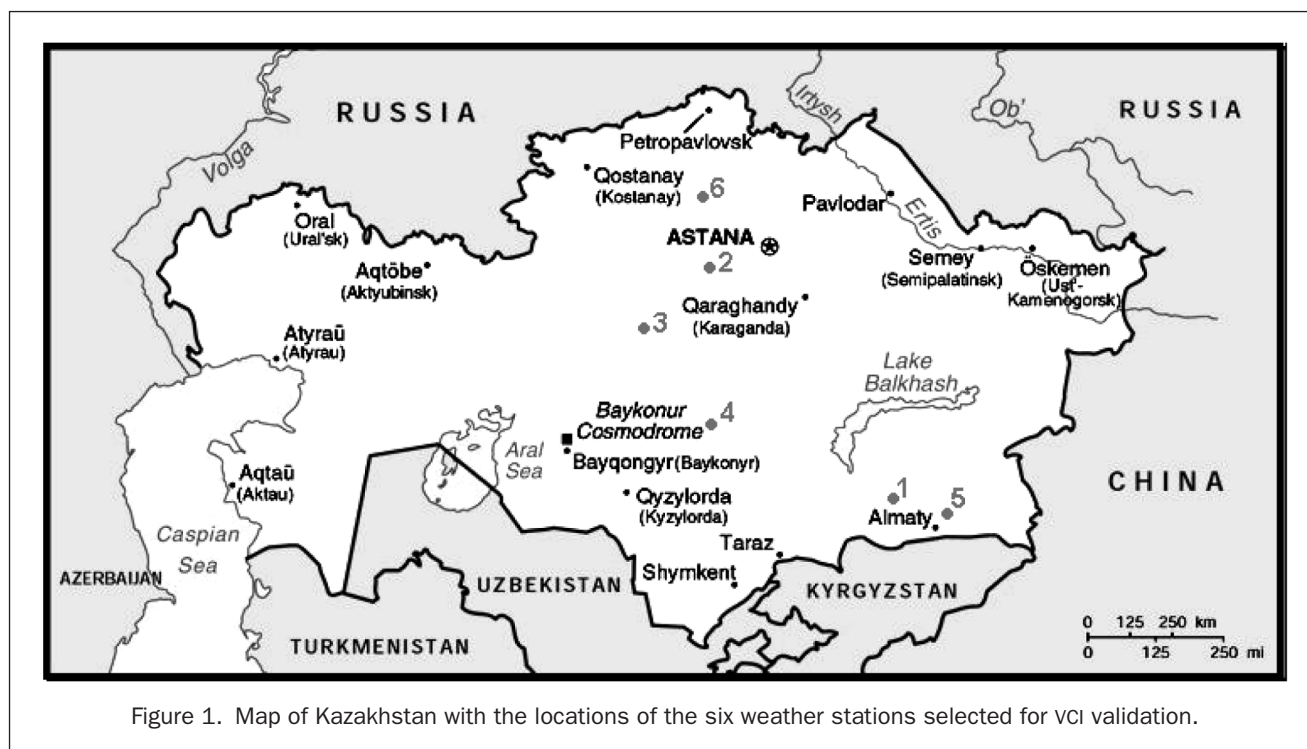 RUSSIA
Volga
Irtysh
Ob'
RUSSIA
Petropavlovsk
Qostanay
(Kostanay)
6
Pavlodar
Ertis
Oral
(Ural'sk)
ASTANA
2
Semey
(Semipalatinsk)
Öskemen
(Ust'-
Kamenogorsk)
Aqtöbe
(Aktyubinsk)
Qaraghandy
(Karaganda)
3
Atyraū
(Atyrau)
Lake
Balkhash
Baykonur
Cosmodrome
4
Aral
Sea
Bayqongyr (Baykonyr)
CHINA
Aqtaū
(Aktau)
Qyzylorda
(Kyzylorda)
1
5
Almaty
Caspian
Sea
Taraz
Shymkent
AZERBAIJAN
UZBEKISTAN
KYRGYZSTAN
TURKMENISTAN
0 125 250 km
0 125 250 mi
Figure 1. Map of Kazakhstan with the locations of the six weather stations selected for VCI validation.